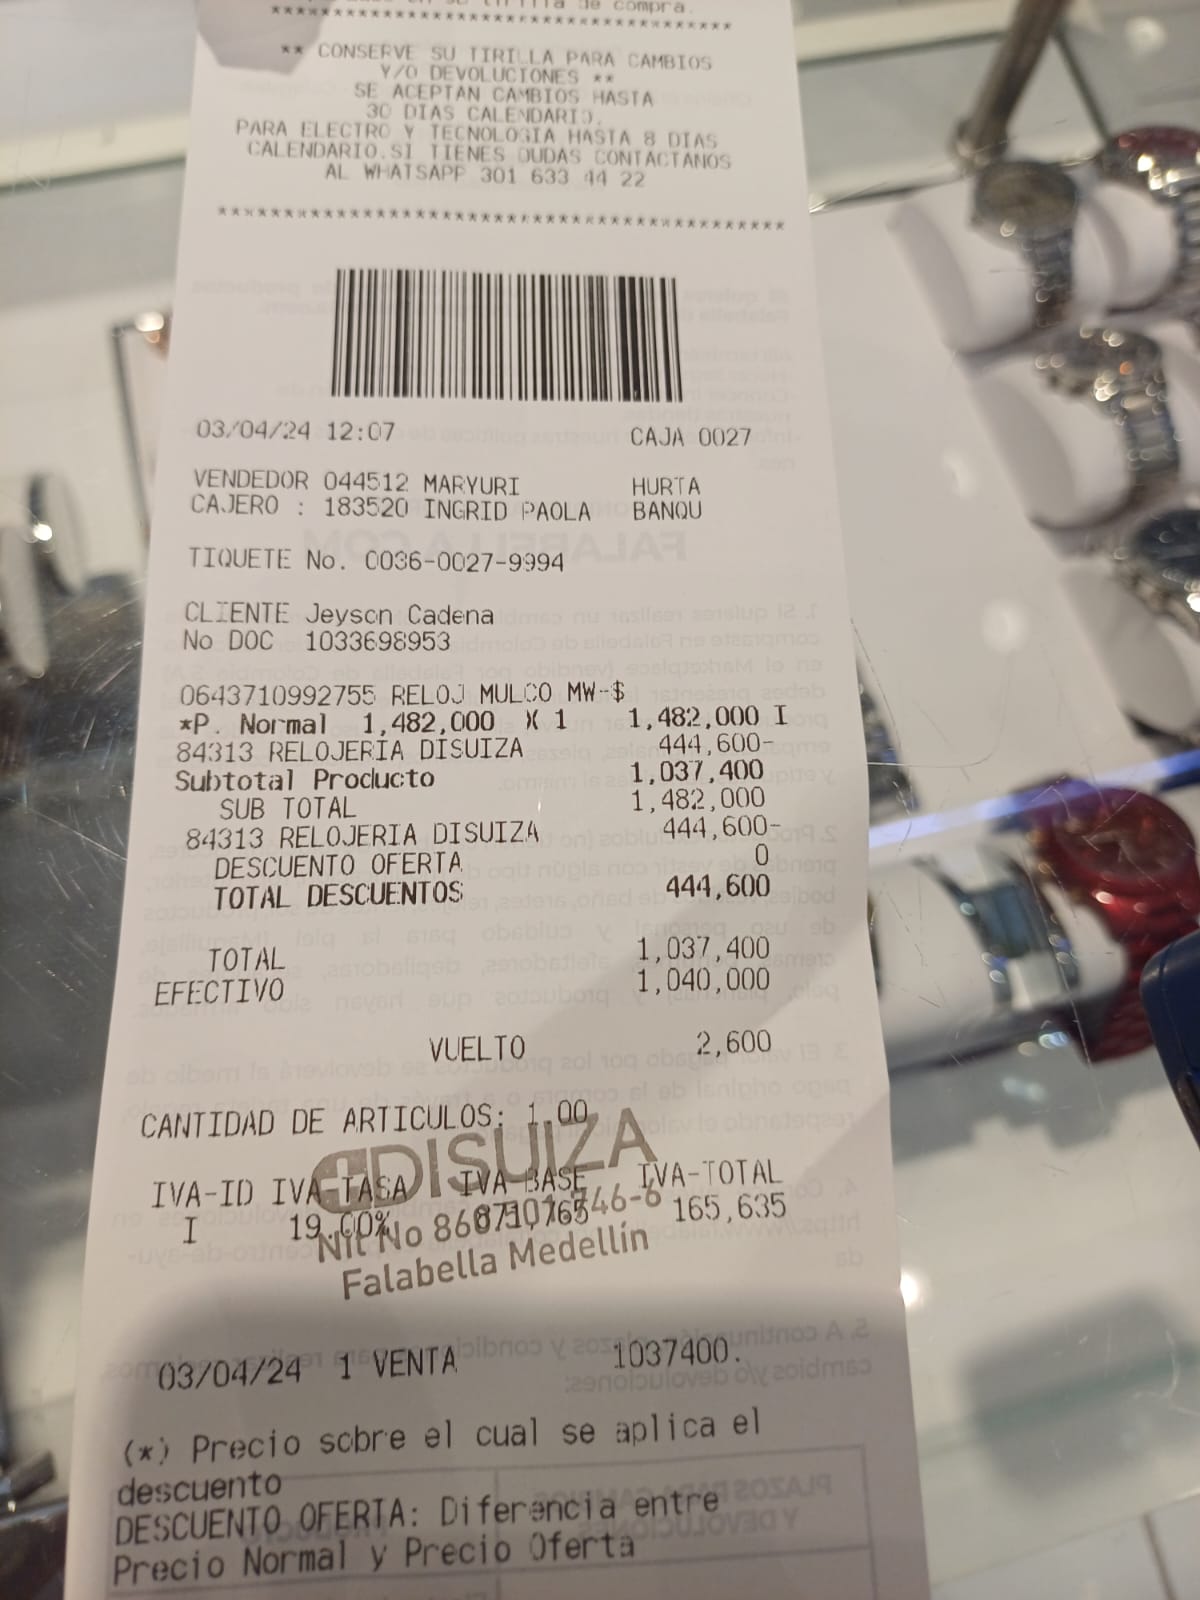 de compra.
** CONSERVE SU TIRILLA PARA CAMBIOS
Y/O DEVOLUCIONES **
SE ACEPTAN CAMBIOS HASTA
30 DIAS CALENDARIO.
PARA ELECTRO Y TECNOLOGIA HASTA 8 DIAS
CALENDARIO.SI TIENES DUDAS CONTACTANOS
AL WHATSAPP 301 633 44 22
03/04/24 12:07 CAJA 0027
VENDEDOR 044512 MARYURI HURTA
CAJERO : 183520 INGRID PAOLA BANQU
TIQUETE No. 0036-0027-9994
CLIENTE Jeyson Cadena
No DOC 1033698953
0643710992755 RELOJ MULCO MW-$
*P. Normal 1,482,000 X 1 1,482,000 I
84313 RELOJERIA DISUIZA 444,600-
Subtotal Producto 1,037,400
SUB TOTAL 1,482,000
84313 RELOJERIA DISUIZA 444,600-
DESCUENTO OFERTA 0
TOTAL DESCUENTOS 444,600
TOTAL 1,037,400
EFECTIVO 1,040,000
VUELTO 2,600
CANTIDAD DE ARTICULOS: 1.00
DISUIZA
IVA-ID IVA-TASA IVA BASE IVA-TOTAL
I 19.00% 871,765 165,635
Nit No
Falabella Medellín
03/04/24 1 VENTA 1037400.
(*) Precio sobre el cual se aplica el
descuento
DESCUENTO OFERTA: Diferencia entre
Precio Normal y Precio Oferta